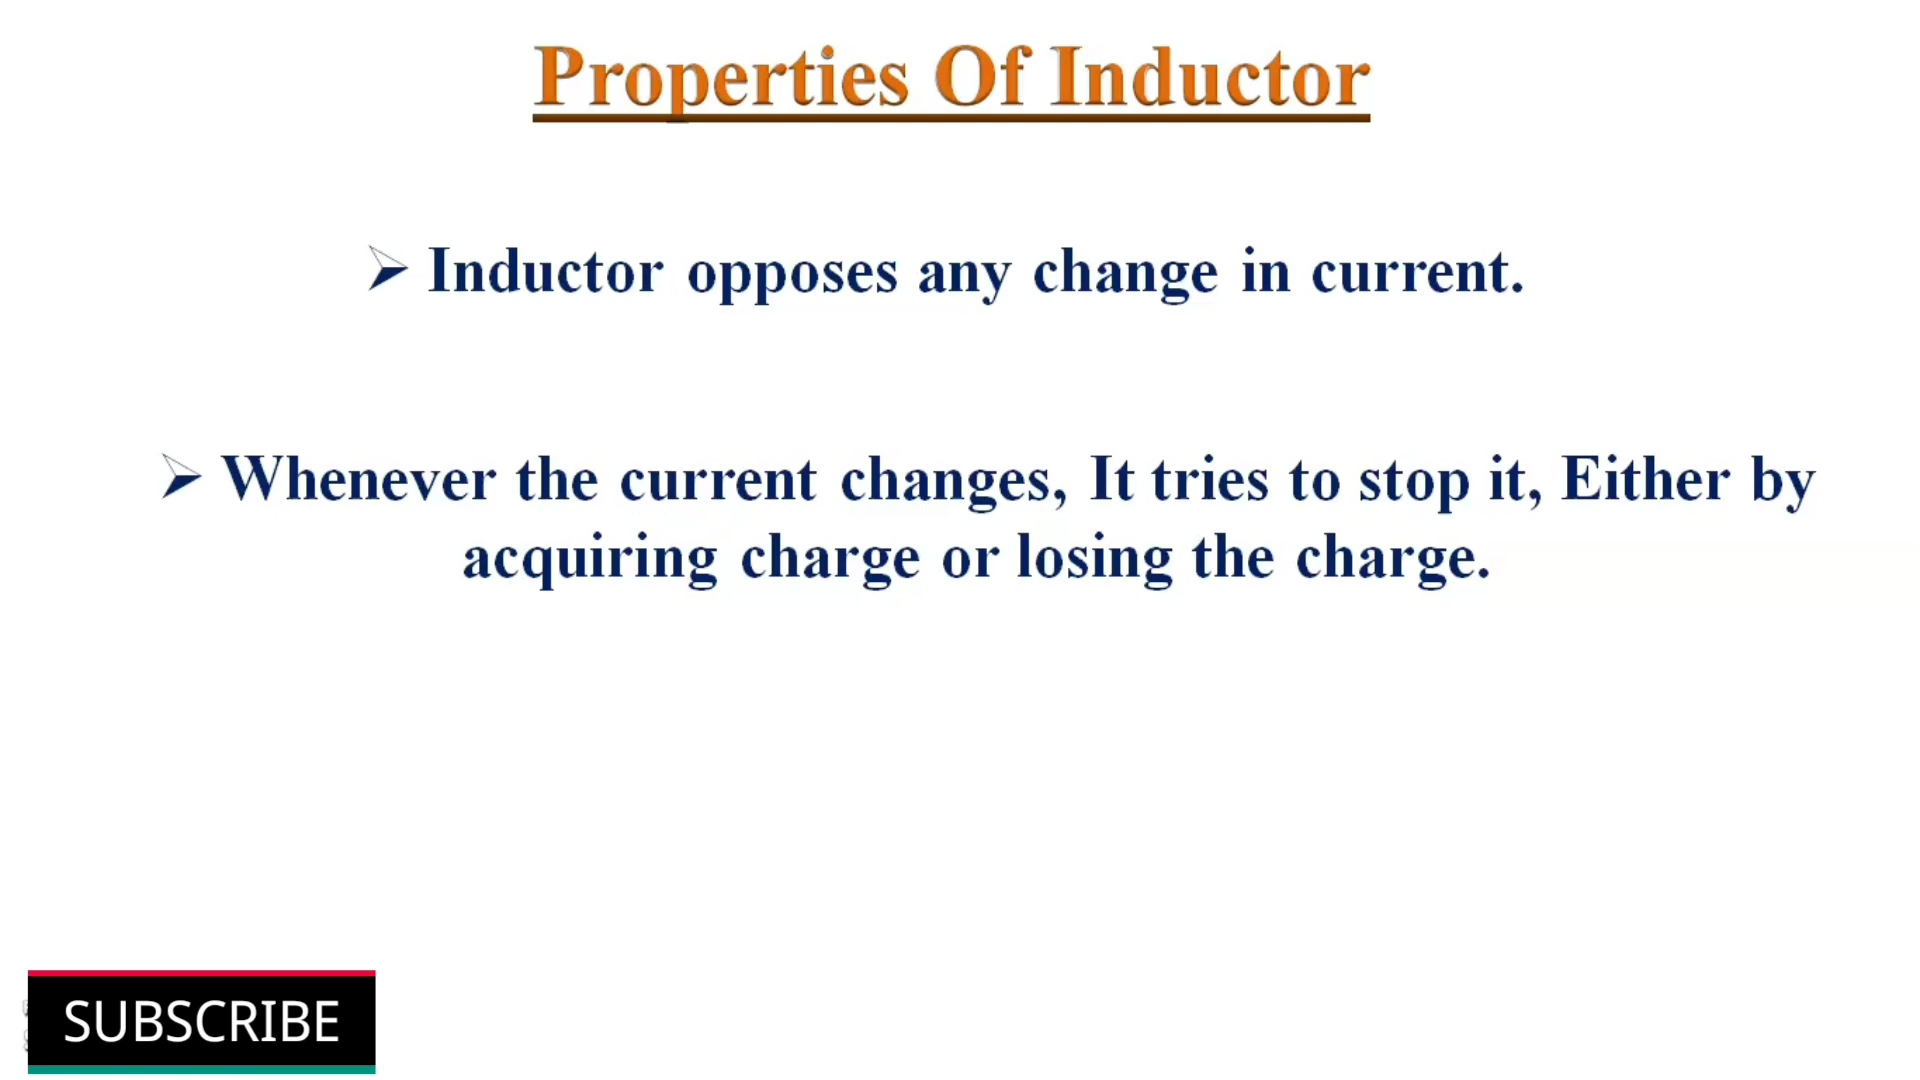 Properties Of Inductor
➢ Inductor opposes any change in current.
➢ Whenever the current changes, It tries to stop it, Either by
acquiring charge or losing the charge.
SUBSCRIBE